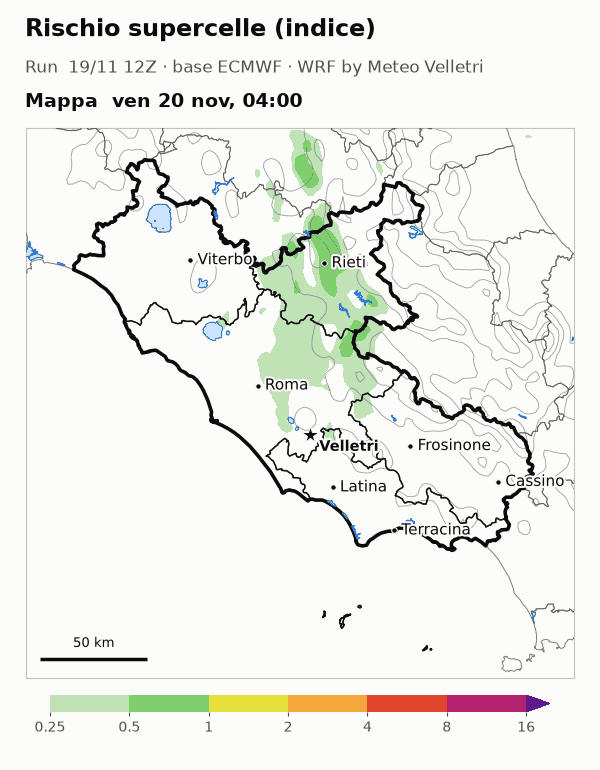 Rischio supercelle (indice)
Run  19/11 12Z · base ECMWF · WRF by Meteo Velletri
Mappa  ven 20 nov, 04:00
Viterbo
Rieti
Roma
Velletri
Frosinone
Latina
Cassino
Terracina
50 km
0.25 0.5 1 2 4 8 16